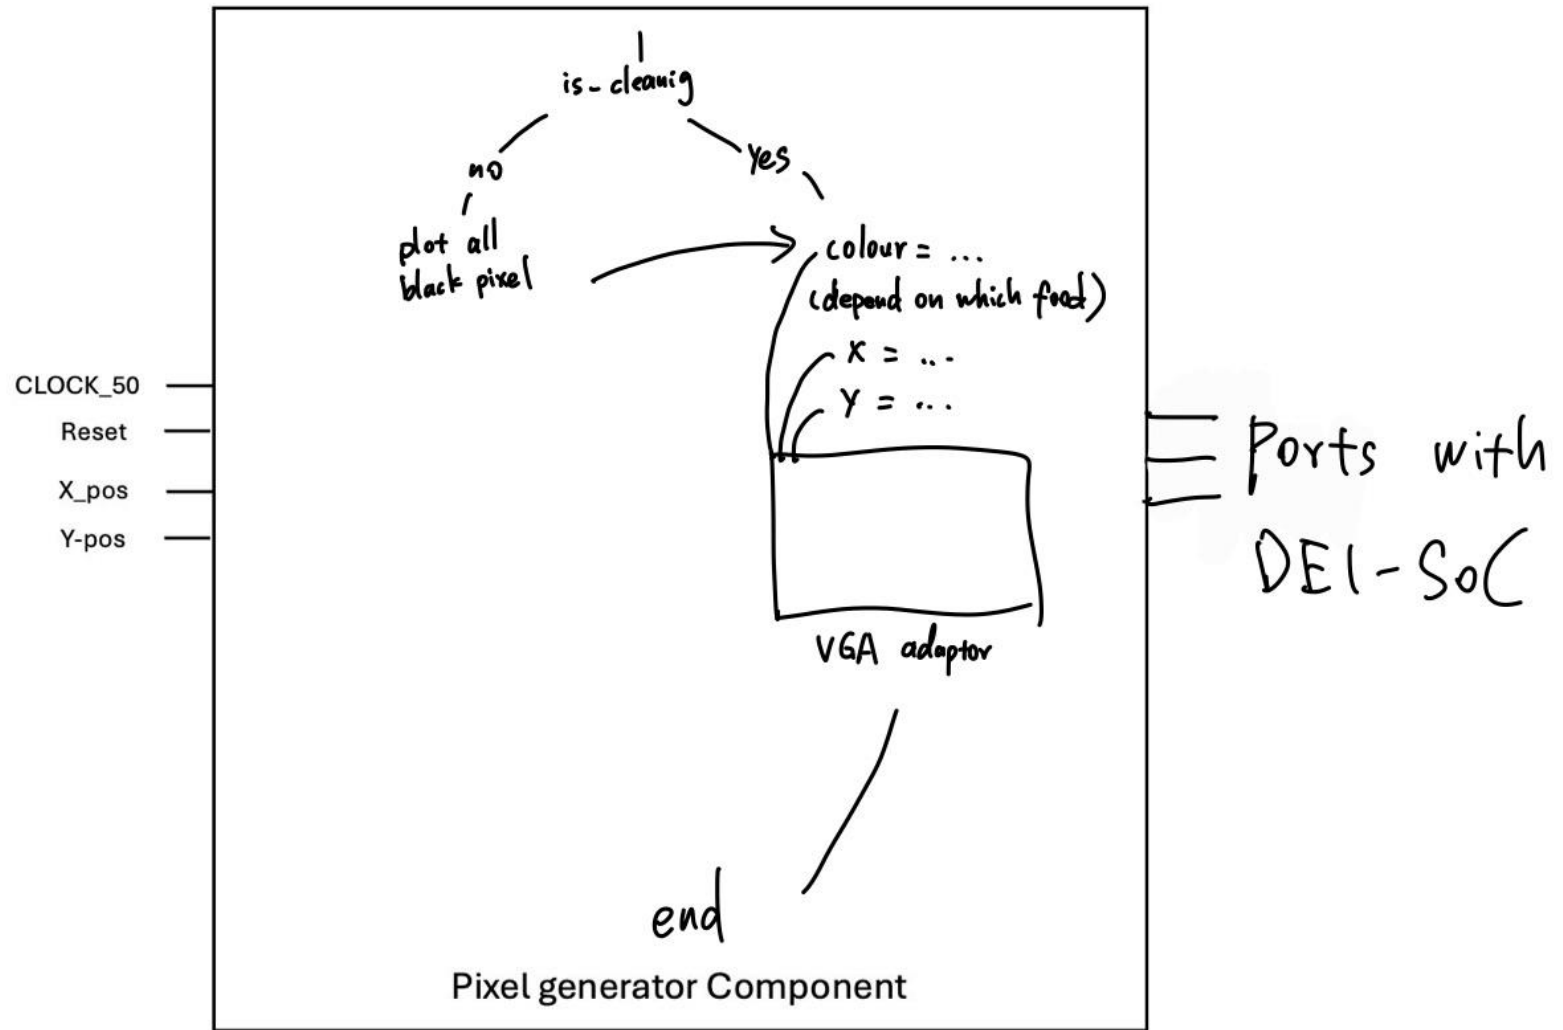 is-cleanig
no
Yes
plot all
black pixel
colour = ...
(depend on which food)
X = ...
Y = ...
CLOCK_50
Reset
X_pos
Y-pos
Ports with
DE1-SoC
VGA adaptor
end
Pixel generator Component